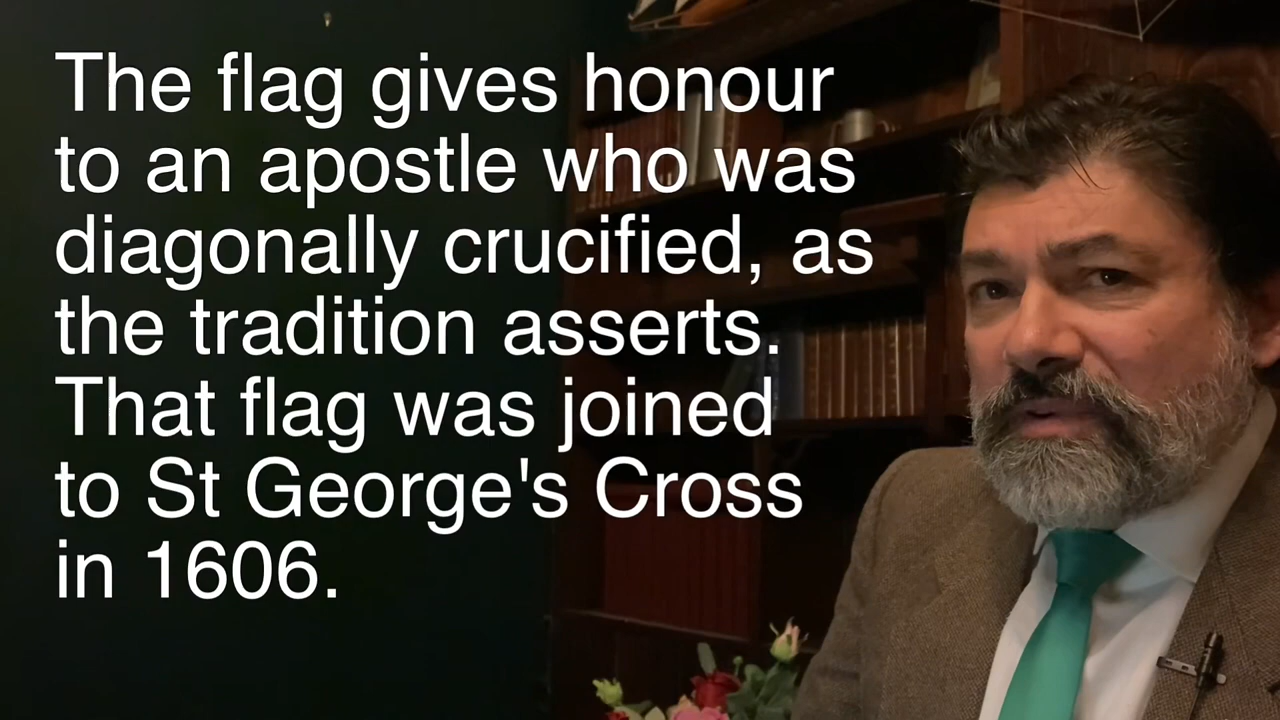 The flag gives honour
to an apostle who was
diagonally crucified, as
the tradition asserts.
That flag was joined
to St George's Cross
in 1606.